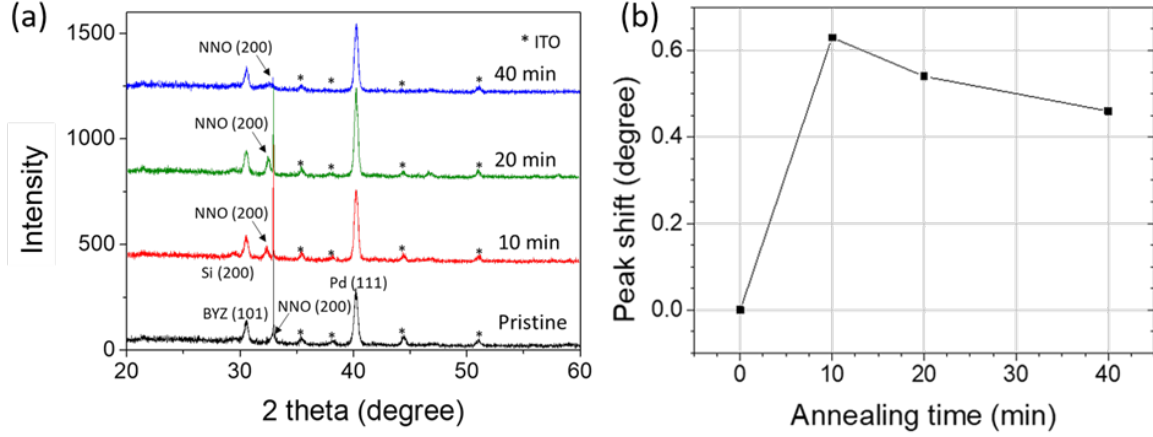 (a)
1500
1000
500
0
Intensity
20 30 40 50 60
2 theta (degree)
* ITO
NNO (200)
* * * *
40 min
NNO (200)
* * * *
20 min
NNO (200)
* * * *
10 min
Si (200)
Pd (111)
BYZ (101)
NNO (200)
* * * *
Pristine
(b)
0.6
0.4
0.2
0.0
Peak shift (degree)
0 10 20 30 40
Annealing time (min)